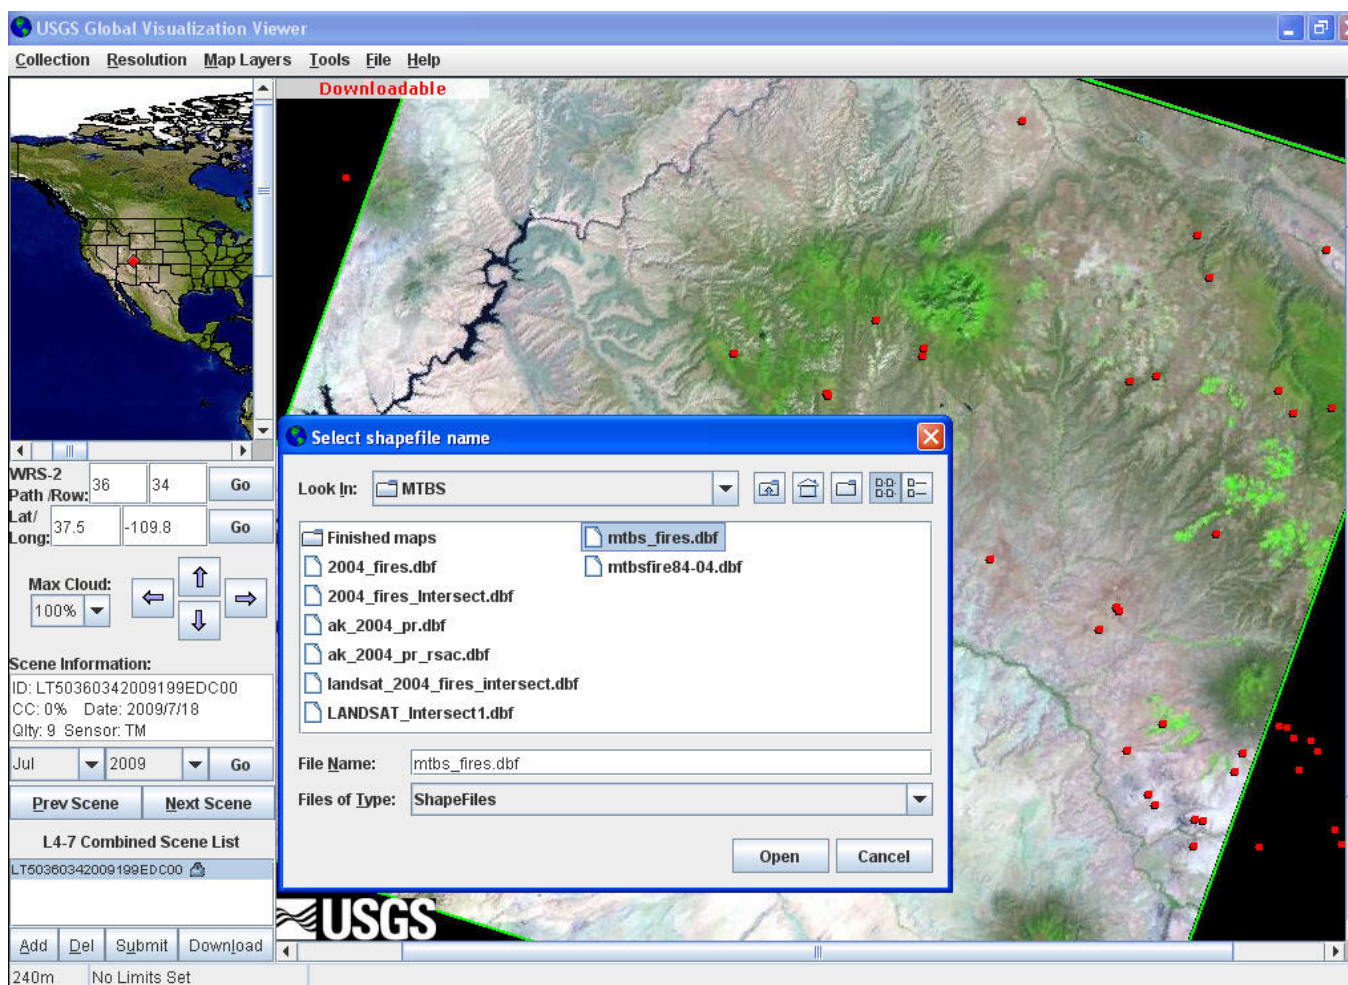 USGS Global Visualization Viewer
Collection Resolution Map Layers Tools File Help
Downloadable
WRS-2
Path /Row: 36 34 Go
Lat/
Long: 37.5 -109.8 Go
Max Cloud:
100%
Scene Information:
ID: LT50360342009199EDC00
CC: 0% Date: 2009/7/18
Qlty: 9 Sensor: TM
Jul 2009 Go
Prev Scene Next Scene
L4-7 Combined Scene List
LT50360342009199EDC00
Add Del Submit Download
240m No Limits Set
Select shapefile name
Look In: MTBS
Finished maps
2004_fires.dbf
2004_fires_Intersect.dbf
ak_2004_pr.dbf
ak_2004_pr_rsac.dbf
landsat_2004_fires_intersect.dbf
LANDSAT_Intersect1.dbf
mtbs_fires.dbf
mtbsfire84-04.dbf
File Name: mtbs_fires.dbf
Files of Type: ShapeFiles
Open Cancel
USGS